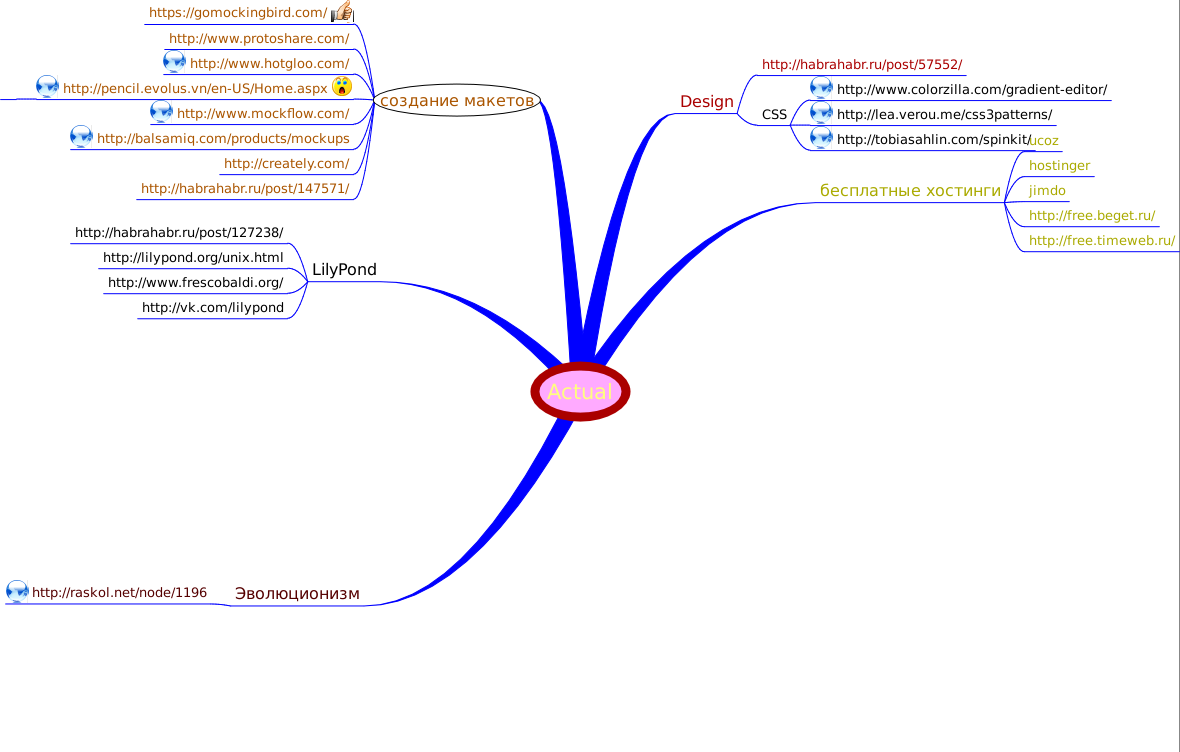 https://gomockingbird.com/
http://www.protoshare.com/
http://www.hotgloo.com/
http://pencil.evolus.vn/en-US/Home.aspx
http://www.mockflow.com/
http://balsamiq.com/products/mockups
http://creately.com/
http://habrahabr.ru/post/147571/
создание макетов
http://habrahabr.ru/post/127238/
http://lilypond.org/unix.html
http://www.frescobaldi.org/
http://vk.com/lilypond
LilyPond
Design
http://habrahabr.ru/post/57552/
CSS
http://www.colorzilla.com/gradient-editor/
http://lea.verou.me/css3patterns/
http://tobiasahlin.com/spinkit/
бесплатные хостинги
ucoz
hostinger
jimdo
http://free.beget.ru/
http://free.timeweb.ru/
Actual
Эволюционизм
http://raskol.net/node/1196